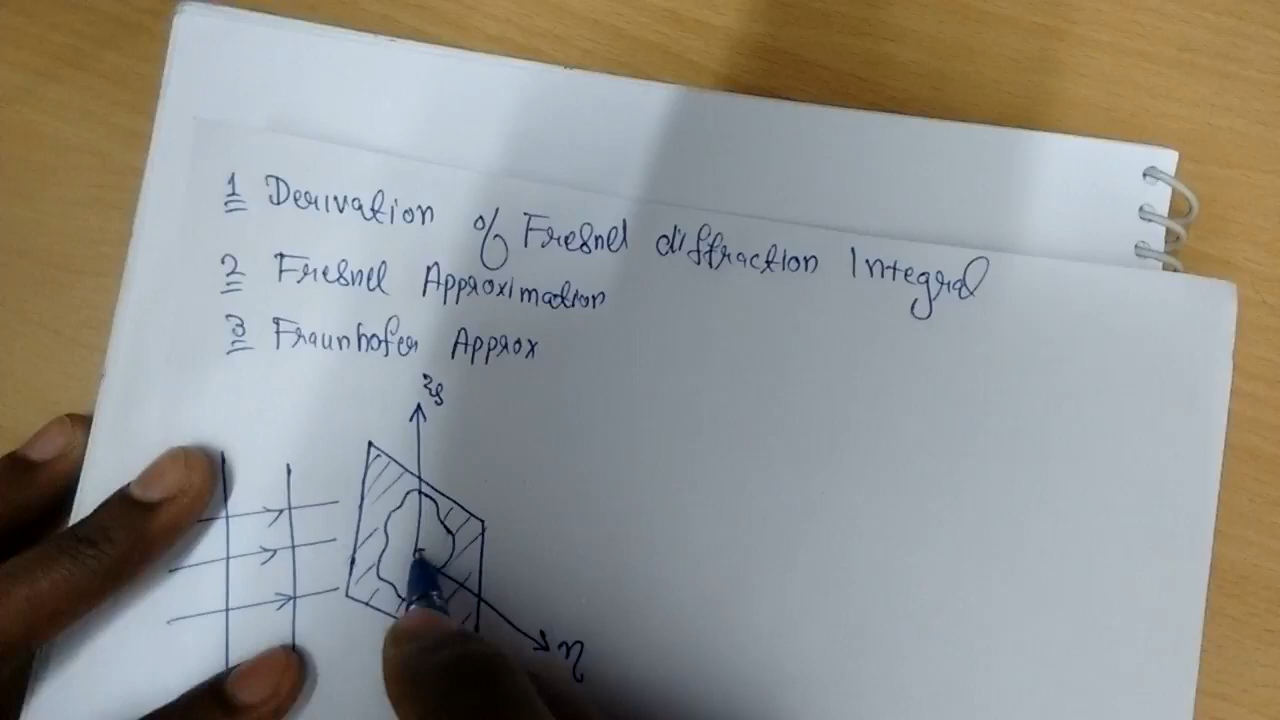 1 Derivation of Fresnel diffraction Integral
2 Fresnel Approximation
3 Fraunhofer Approx
ξ
η